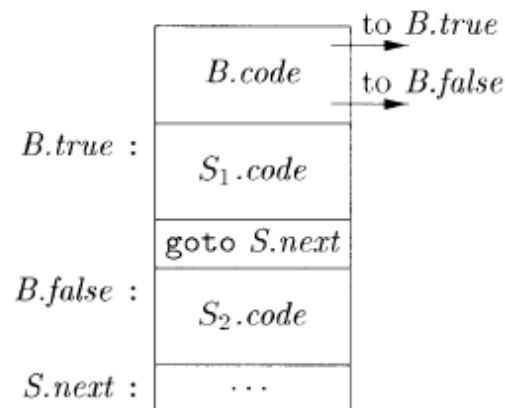 to B.true
B.code
to B.false
B.true :
S₁.code
goto S.next
B.false :
S₂.code
S.next :
...